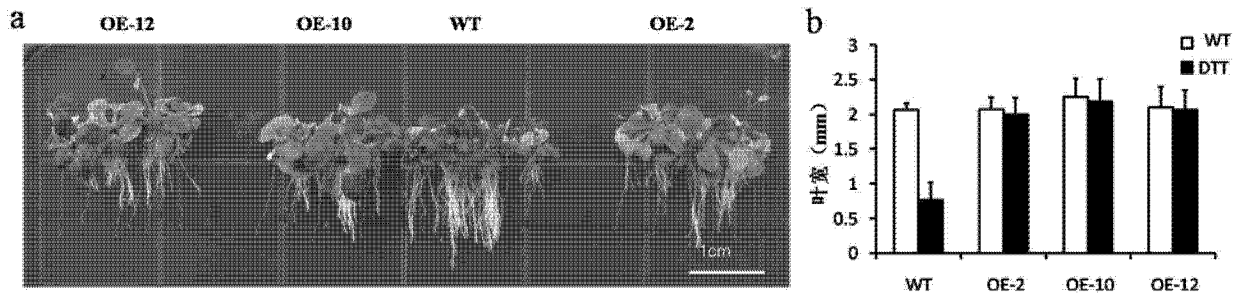 a
OE-12 OE-10 WT OE-2
1cm
b
叶宽 (mm)
3
2.5
2
1.5
1
0.5
0
WT OE-2 OE-10 OE-12
WT
DTT